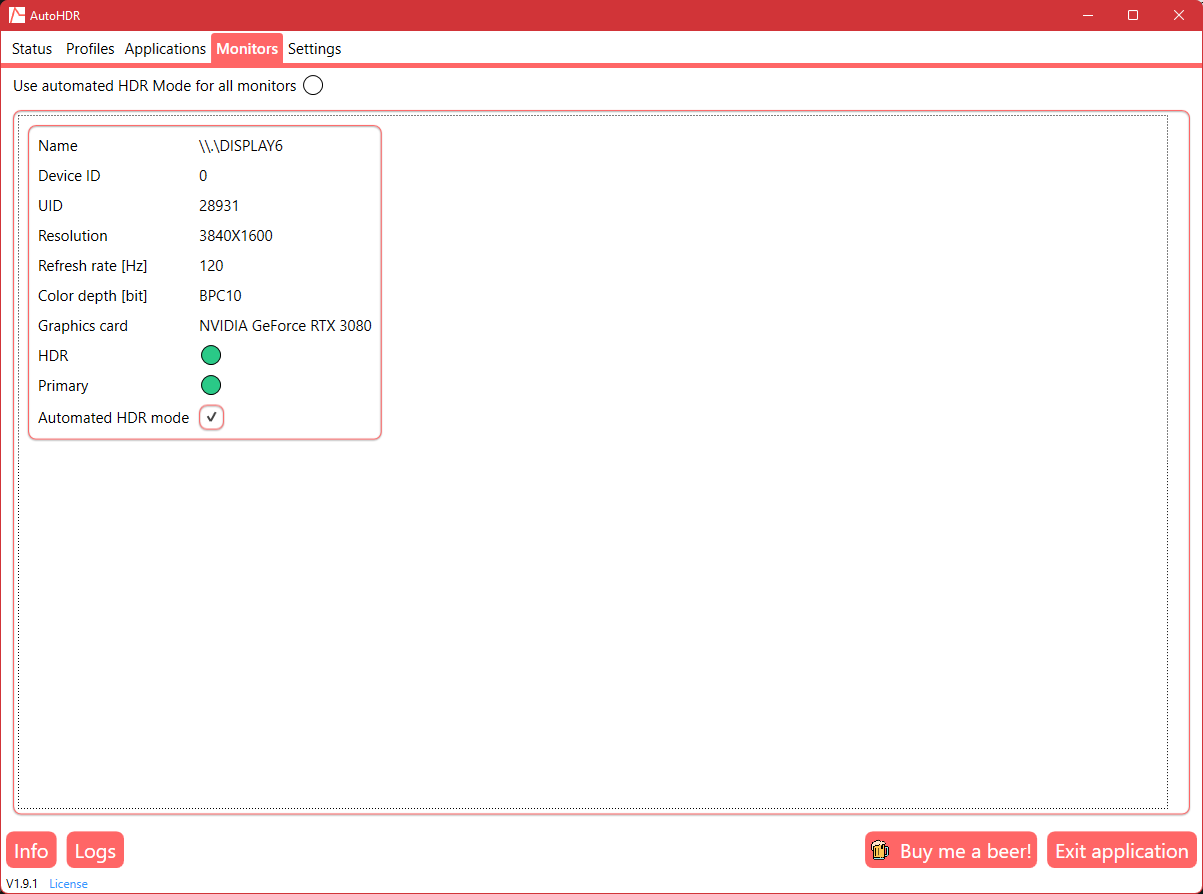 AutoHDR
Status Profiles Applications Monitors Settings
Use automated HDR Mode for all monitors
Name \\.\DISPLAY6
Device ID 0
UID 28931
Resolution 3840X1600
Refresh rate [Hz] 120
Color depth [bit] BPC10
Graphics card NVIDIA GeForce RTX 3080
HDR
Primary
Automated HDR mode
Info Logs Buy me a beer! Exit application
V1.9.1 License